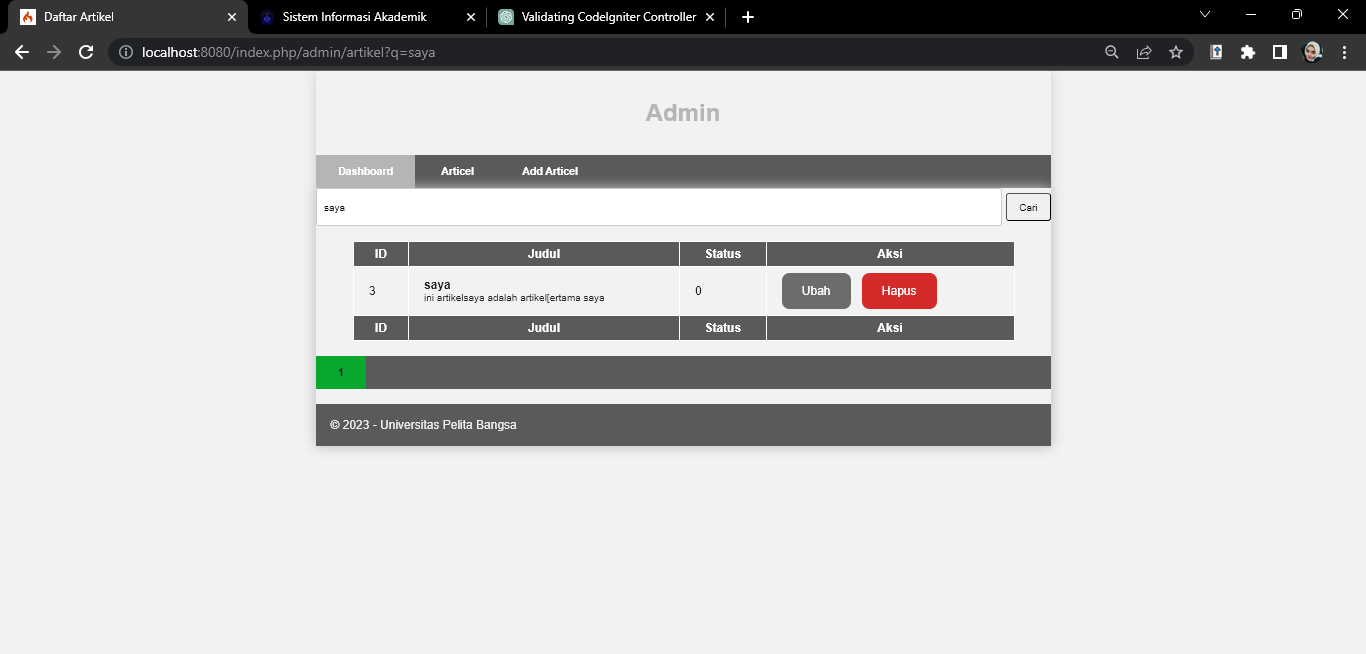 Daftar Artikel
Sistem Informasi Akademik
Validating CodeIgniter Controller
localhost:8080/index.php/admin/artikel?q=saya
Admin
Dashboard Articel Add Articel
saya Cari
ID Judul Status Aksi
3 saya 0 Ubah Hapus
ini artikelsaya adalah artikel[ertama saya
ID Judul Status Aksi
1
© 2023 - Universitas Pelita Bangsa